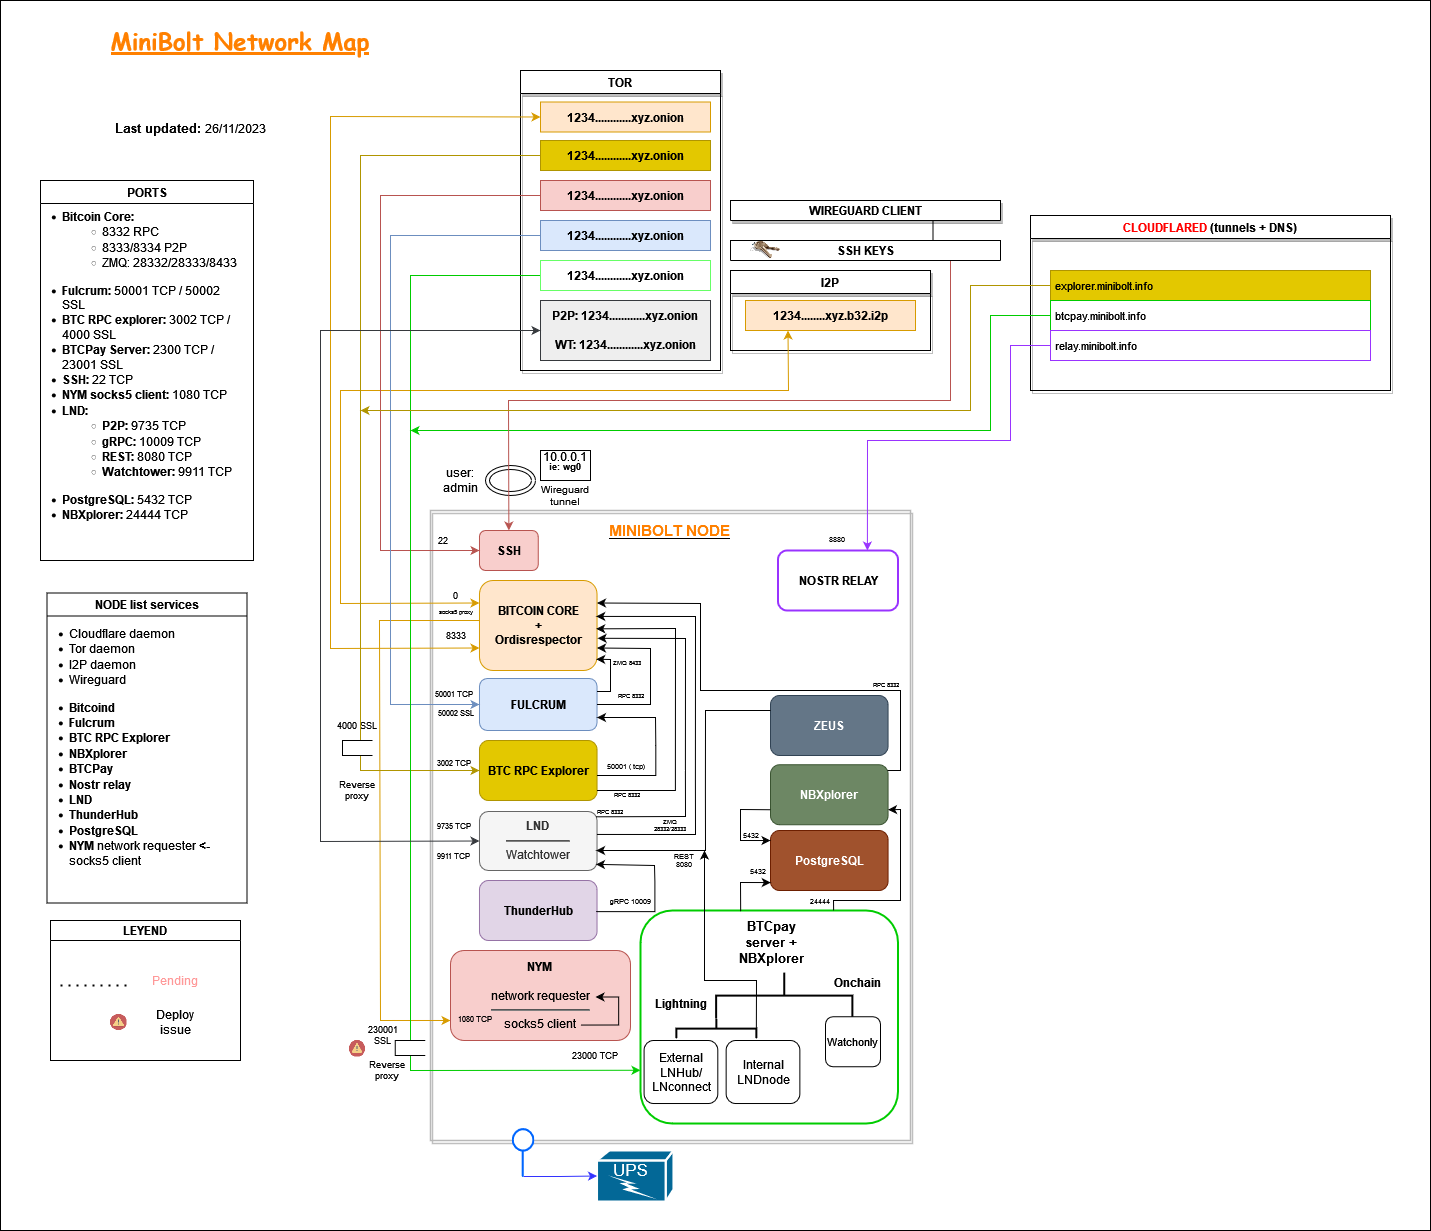 MiniBolt Network Map
Last updated: 26/11/2023
PORTS
Bitcoin Core:
8332 RPC
8333/8334 P2P
ZMQ: 28332/28333/8433
Fulcrum: 50001 TCP / 50002
SSL
BTC RPC explorer: 3002 TCP /
4000 SSL
BTCPay Server: 2300 TCP /
23001 SSL
SSH: 22 TCP
NYM socks5 client: 1080 TCP
LND:
P2P: 9735 TCP
gRPC: 10009 TCP
REST: 8080 TCP
Watchtower: 9911 TCP
PostgreSQL: 5432 TCP
NBXplorer: 24444 TCP
NODE list services
Cloudflare daemon
Tor daemon
I2P daemon
Wireguard
Bitcoind
Fulcrum
BTC RPC Explorer
NBXplorer
BTCPay
Nostr relay
LND
ThunderHub
PostgreSQL
NYM network requester <-
socks5 client
LEYEND
Pending
Deploy
issue
TOR
1234............xyz.onion
1234............xyz.onion
1234............xyz.onion
1234............xyz.onion
1234............xyz.onion
P2P: 1234............xyz.onion
WT: 1234............xyz.onion
WIREGUARD CLIENT
SSH KEYS
I2P
1234........xyz.b32.i2p
CLOUDFLARED (tunnels + DNS)
explorer.minibolt.info
btcpay.minibolt.info
relay.minibolt.info
user:
admin
10.0.0.1
ie: wg0
Wireguard
tunnel
MINIBOLT NODE
22
SSH
8880
NOSTR RELAY
0
socks5 proxy
8333
BITCOIN CORE
+
Ordisrespector
ZMQ 8433
RPC 8332
RPC 8332
50001 TCP
50002 SSL
FULCRUM
ZEUS
4000 SSL
Reverse
proxy
3002 TCP
BTC RPC Explorer
50001 ( tcp)
RPC 8332
NBXplorer
RPC 8332
9735 TCP
9911 TCP
LND
Watchtower
ZMQ
28332/28333
REST
8080
5432
PostgreSQL
5432
24444
ThunderHub
gRPC 10009
BTCpay
server +
NBXplorer
NYM
network requester
1080 TCP
socks5 client
Lightning
Onchain
230001
SSL
Reverse
proxy
23000 TCP
External
LNHub/
LNconnect
Internal
LNDnode
Watchonly
UPS